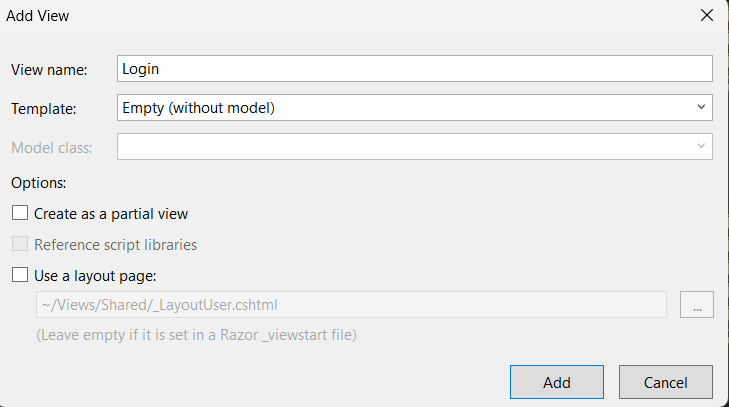 Add View
View name: Login
Template: Empty (without model)
Model class:
Options:
Create as a partial view
Reference script libraries
Use a layout page:
~/Views/Shared/_LayoutUser.cshtml ...
(Leave empty if it is set in a Razor _viewstart file)
Add Cancel